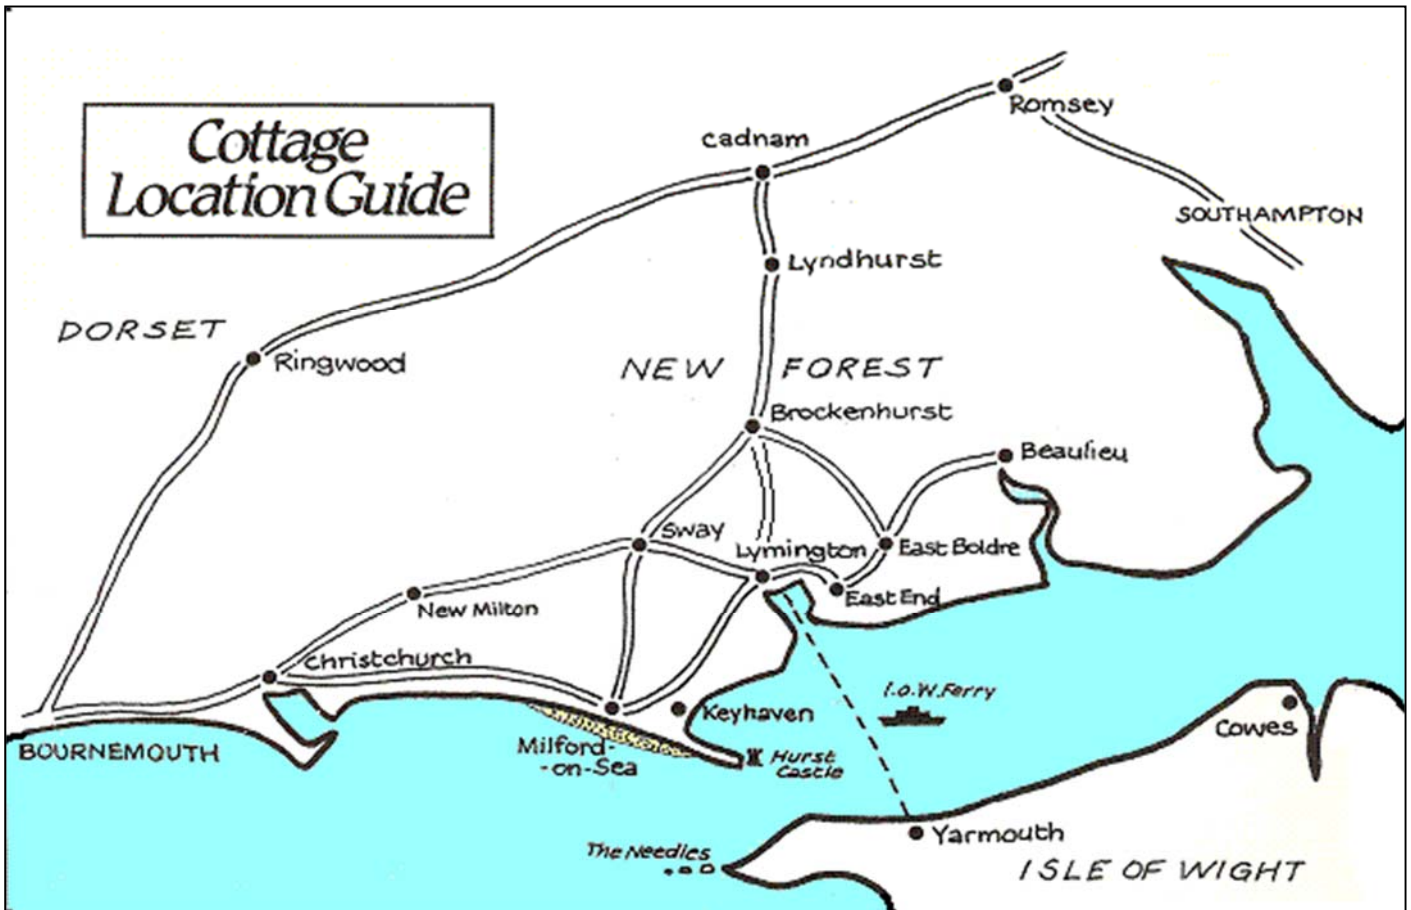 Cottage
Location Guide
Romsey
Cadnam
SOUTHAMPTON
Lyndhurst
DORSET
Ringwood
NEW FOREST
Brockenhurst
Beaulieu
Sway
Lymington
East Boldre
New Milton
East End
Christchurch
I.O.W. Ferry
Keyhaven
Cowes
BOURNEMOUTH
Milford-
-on-Sea
Hurst
Castle
Yarmouth
The Needles
ISLE OF WIGHT